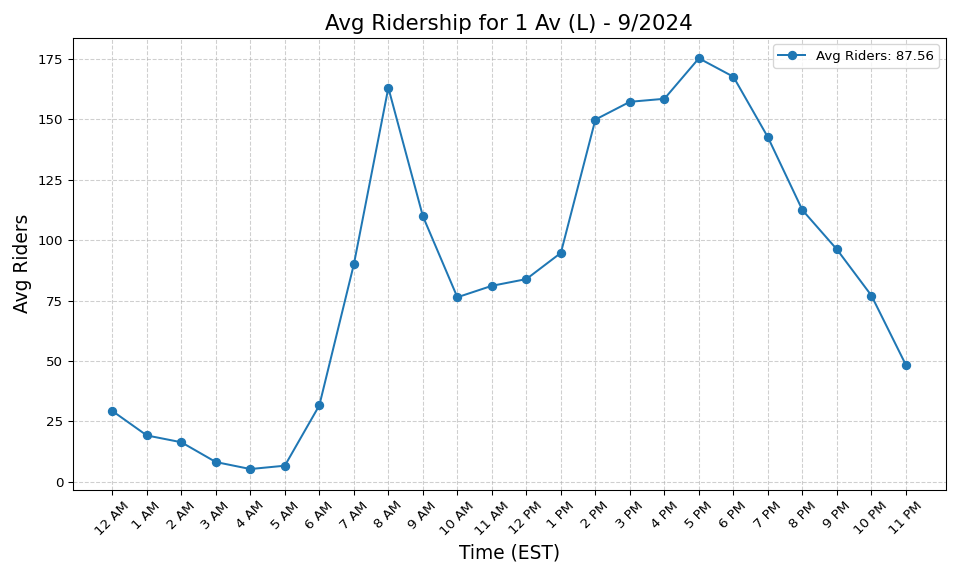 Avg Ridership for 1 Av (L) - 9/2024
Avg Riders: 87.56
Avg Riders
175
150
125
100
75
50
25
0
12 AM
1 AM
2 AM
3 AM
4 AM
5 AM
6 AM
7 AM
8 AM
9 AM
10 AM
11 AM
12 PM
1 PM
2 PM
3 PM
4 PM
5 PM
6 PM
7 PM
8 PM
9 PM
10 PM
11 PM
Time (EST)